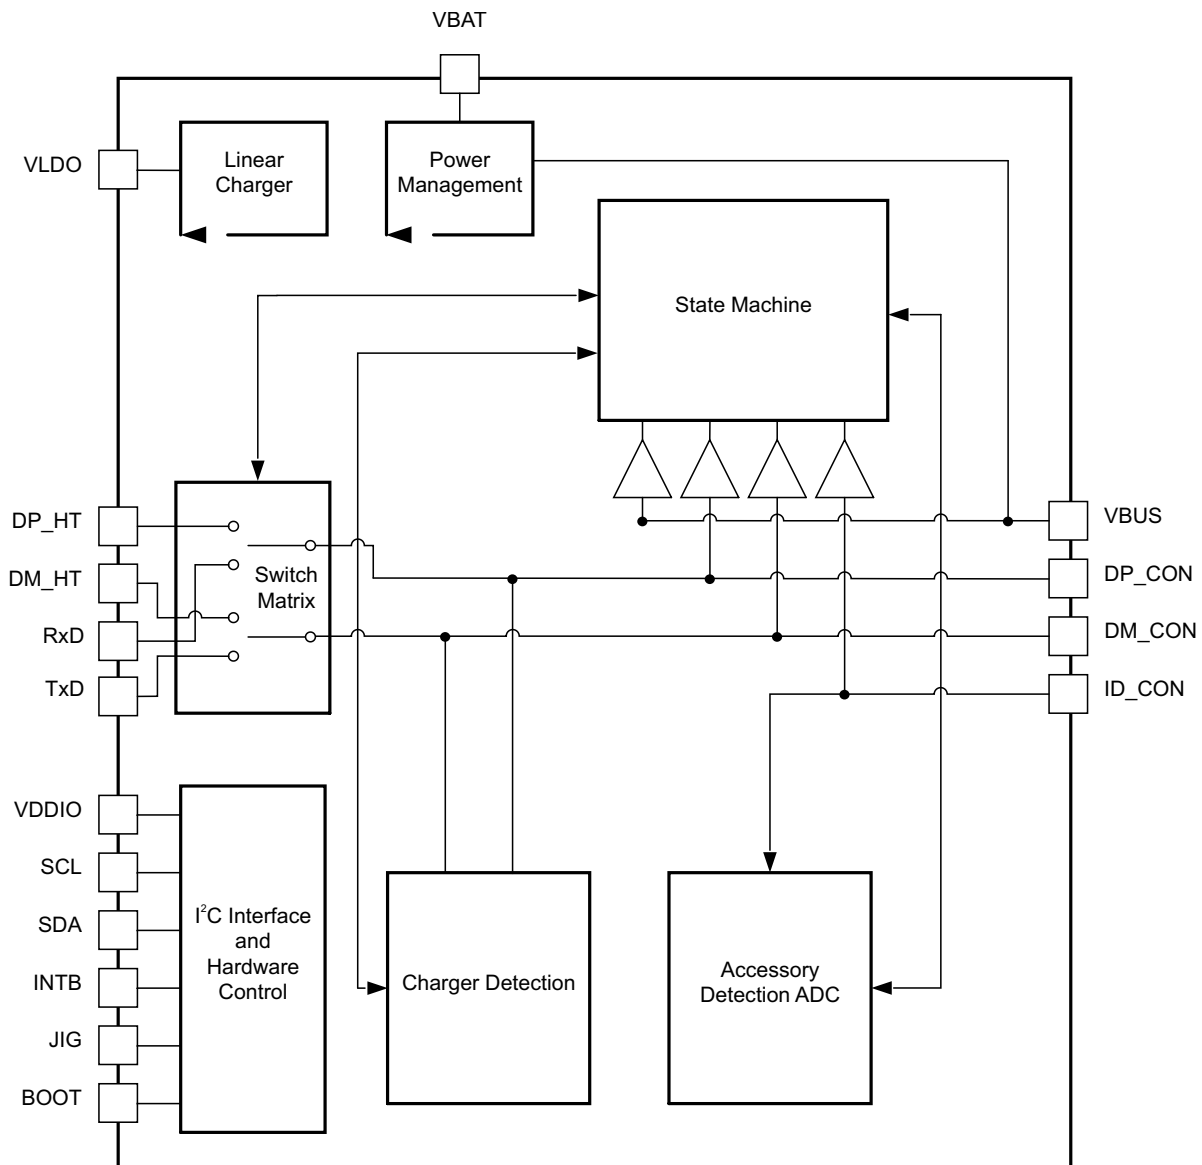 VBAT
VLDO
Linear
Charger
Power
Management
State Machine
DP_HT
DM_HT
RxD
TxD
Switch
Matrix
VBUS
DP_CON
DM_CON
ID_CON
VDDIO
SCL
SDA
INTB
JIG
BOOT
I²C Interface
and
Hardware
Control
Charger Detection
Accessory
Detection ADC